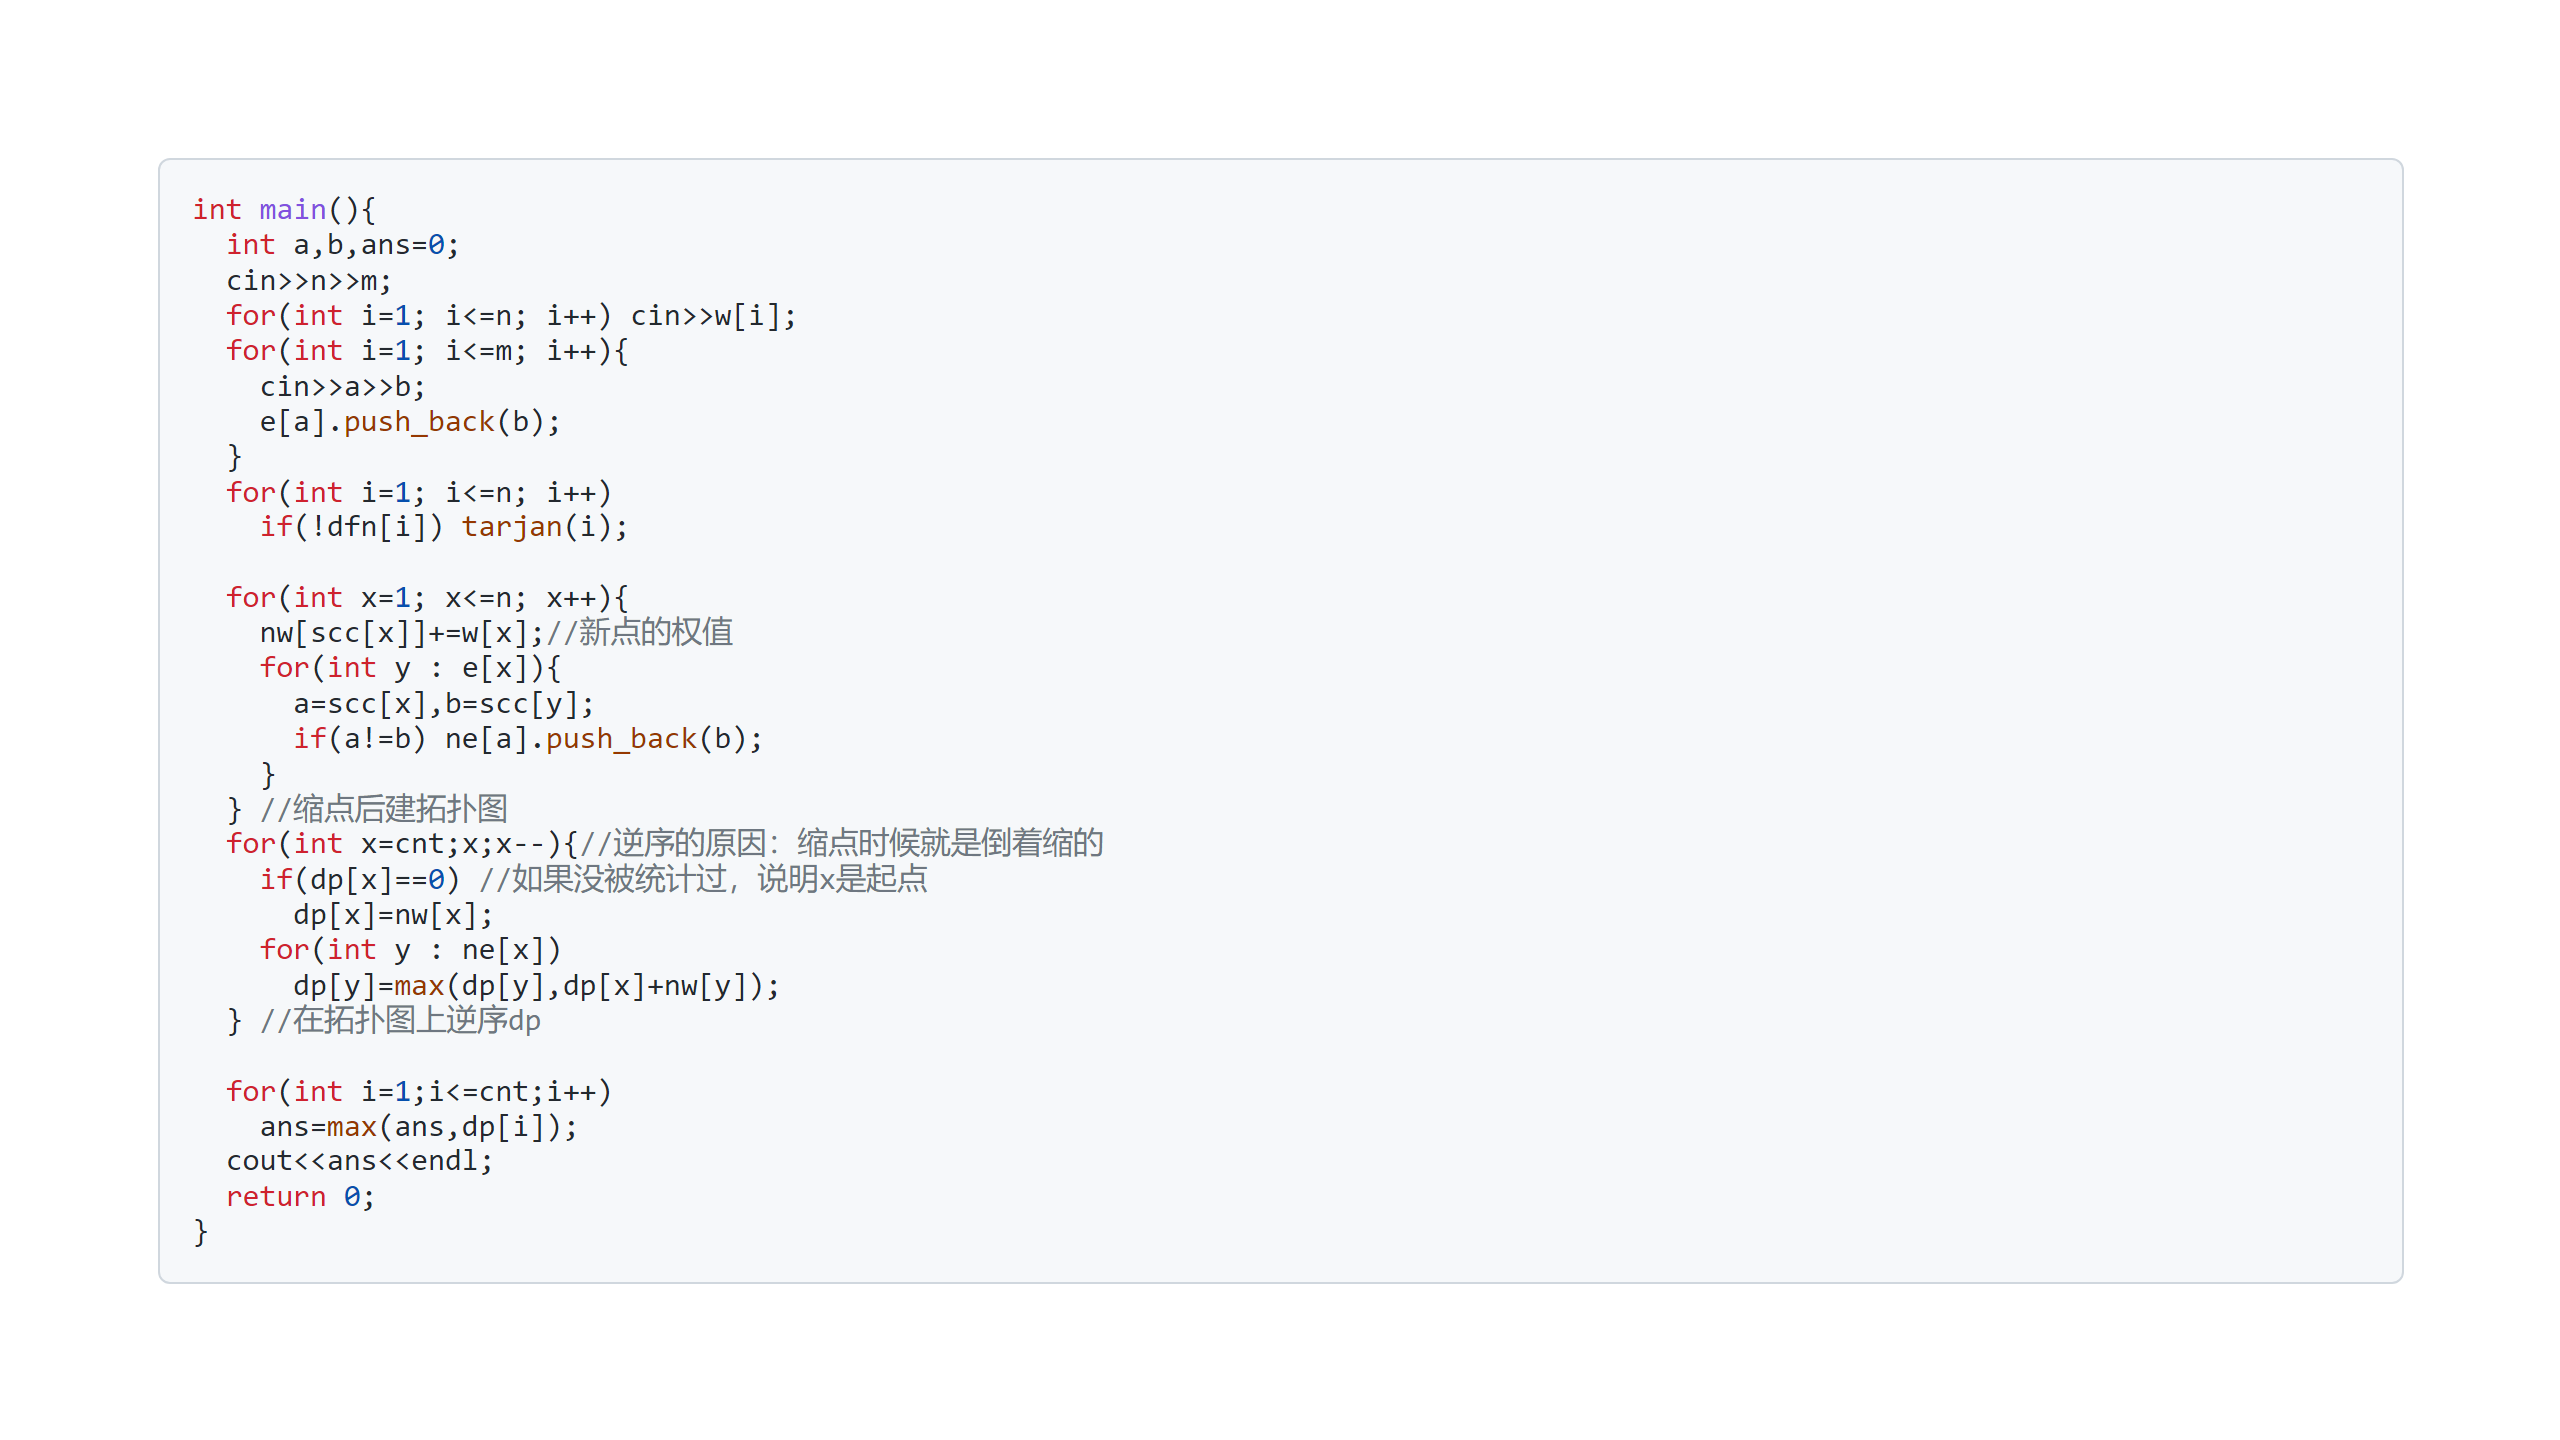 int main(){
  int a,b,ans=0;
  cin>>n>>m;
  for(int i=1; i<=n; i++) cin>>w[i];
  for(int i=1; i<=m; i++){
    cin>>a>>b;
    e[a].push_back(b);
  }
  for(int i=1; i<=n; i++)
    if(!dfn[i]) tarjan(i);

  for(int x=1; x<=n; x++){
    nw[scc[x]]+=w[x];//新点的权值
    for(int y : e[x]){
      a=scc[x],b=scc[y];
      if(a!=b) ne[a].push_back(b);
    }
  } //缩点后建拓扑图
  for(int x=cnt;x;x--){//逆序的原因：缩点时候就是倒着缩的
    if(dp[x]==0) //如果没被统计过，说明x是起点
      dp[x]=nw[x];
    for(int y : ne[x])
      dp[y]=max(dp[y],dp[x]+nw[y]);
  } //在拓扑图上逆序dp

  for(int i=1;i<=cnt;i++)
    ans=max(ans,dp[i]);
  cout<<ans<<endl;
  return 0;
}